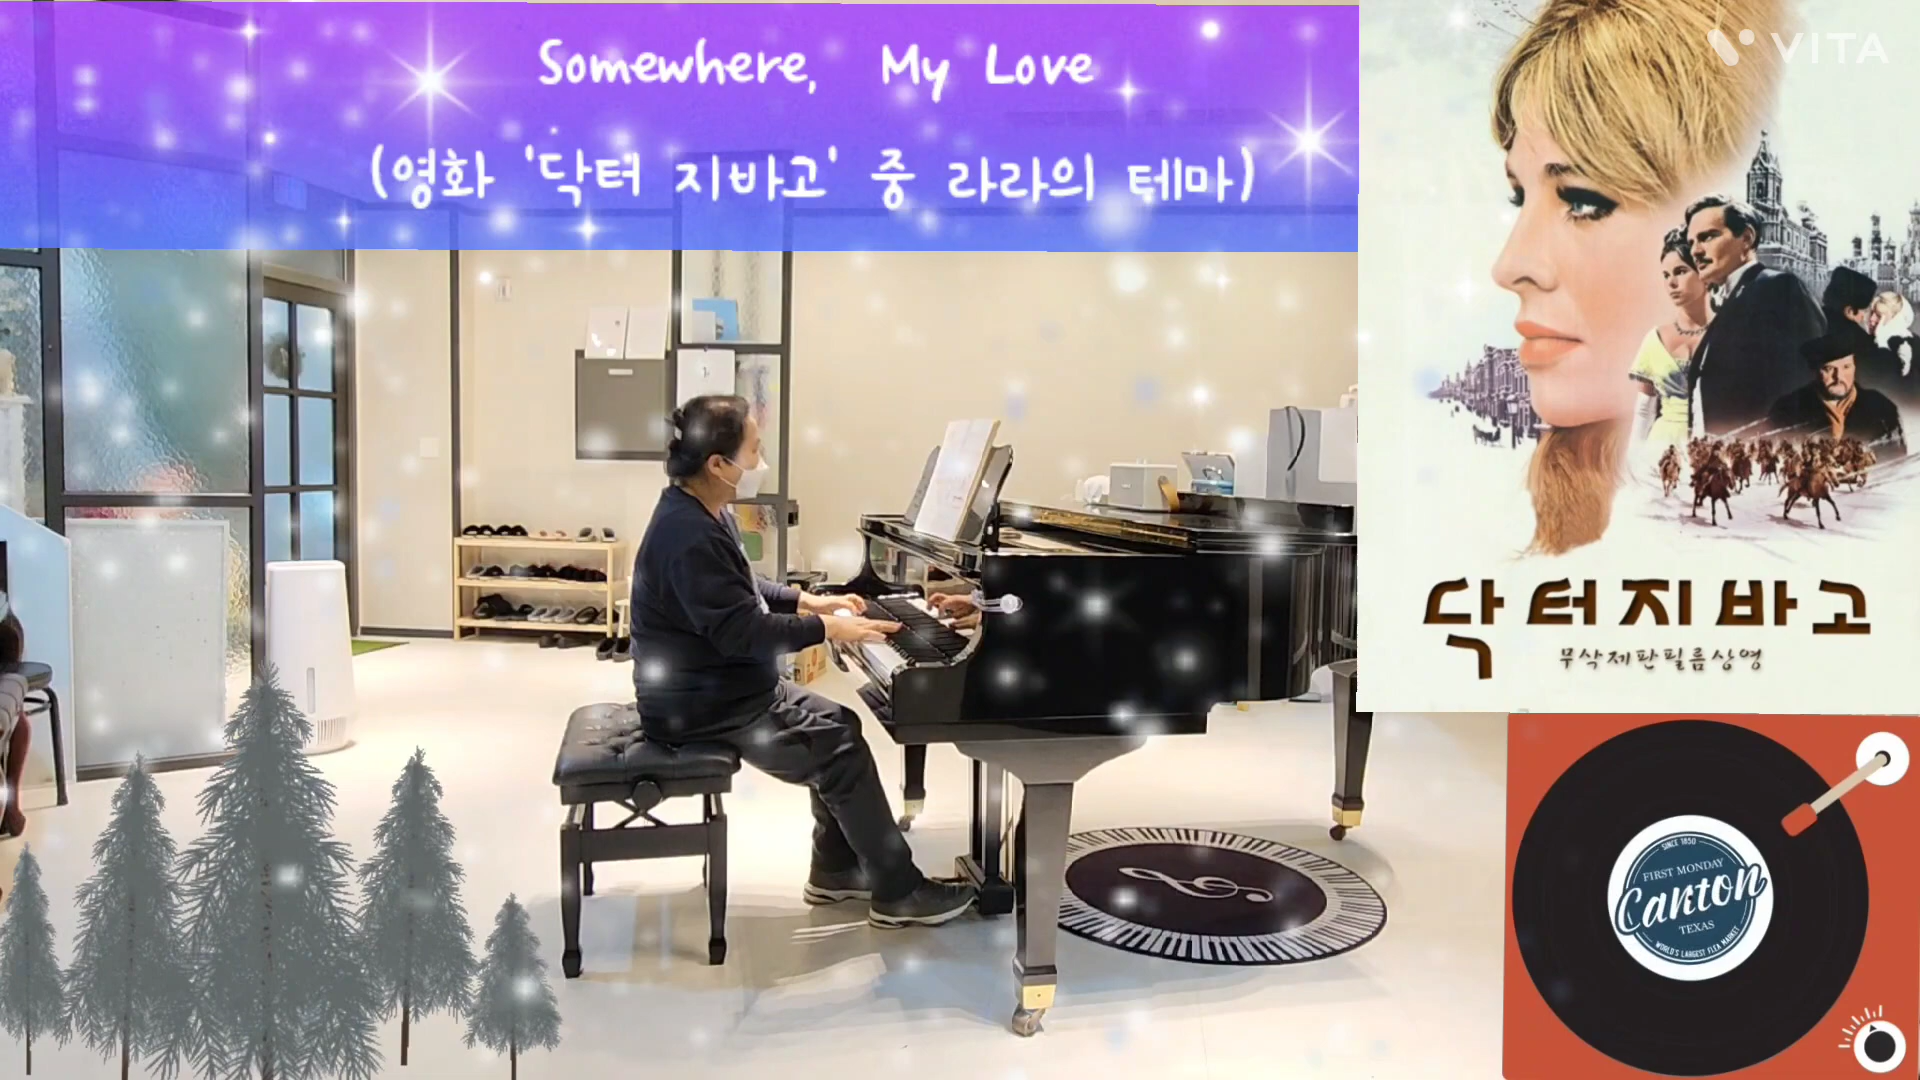 Somewhere, My Love
(영화 '닥터 지바고' 중 라라의 테마)
VITA
닥터지바고
무삭제판필름상영
SINCE 1850
FIRST MONDAY
Canton
TEXAS
WORLD'S LARGEST FLEA MARKET